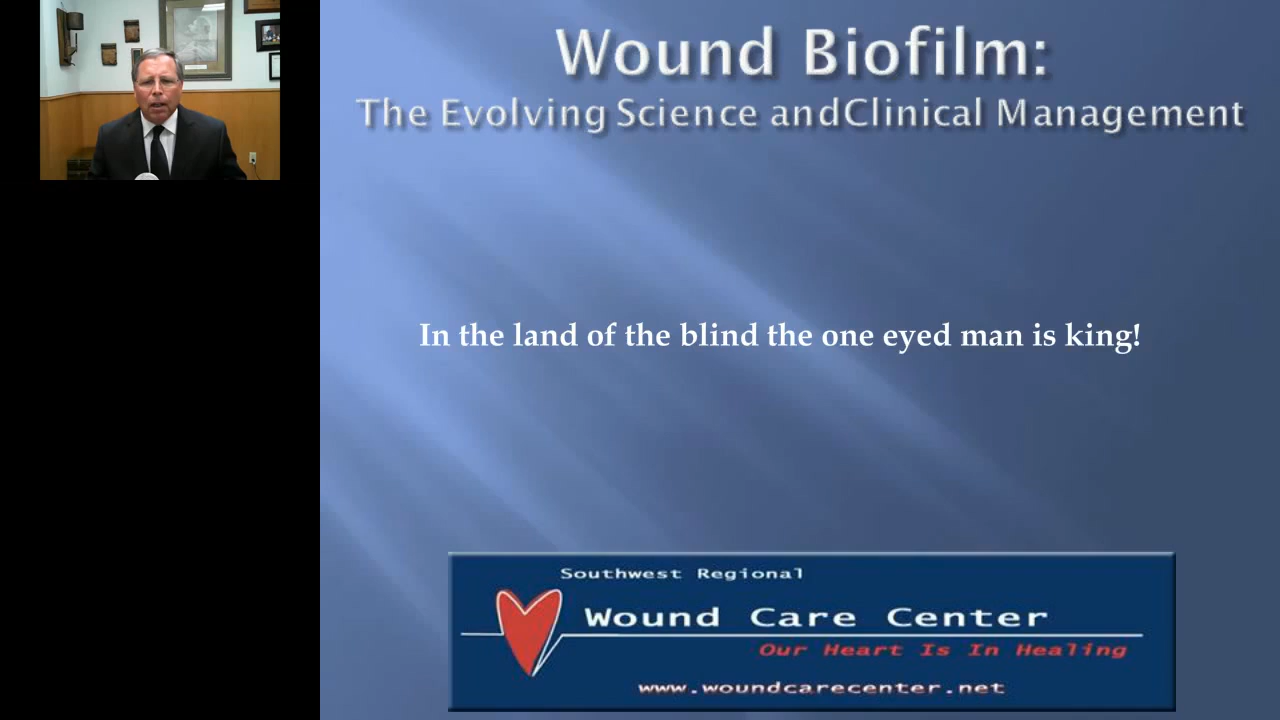 Wound Biofilm:
The Evolving Science andClinical Management
In the land of the blind the one eyed man is king!
Southwest Regional
Wound Care Center
Our Heart Is In Healing
www.woundcarecenter.net